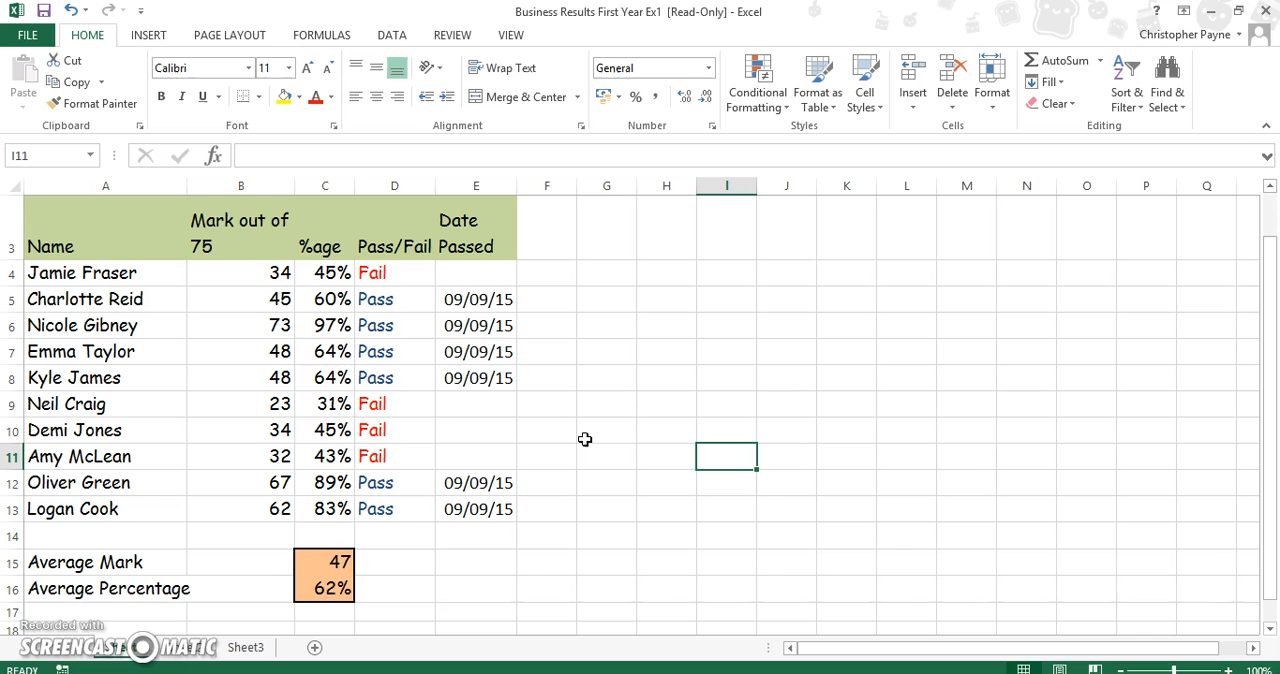 Business Results First Year Ex1 [Read-Only] - Excel
FILE HOME INSERT PAGE LAYOUT FORMULAS DATA REVIEW VIEW Christopher Payne
Paste Cut Copy Format Painter Clipboard
Calibri 11 B I U A Font
Wrap Text Merge & Center Alignment
General % , Number
Conditional Formatting Format as Table Cell Styles Styles
Insert Delete Format Cells
AutoSum Fill Clear Sort & Filter Find & Select Editing
I11 fx
A B C D E F G H I J K L M N O P Q
3 Name Mark out of 75 %age Pass/Fail Date Passed
4 Jamie Fraser 34 45% Fail
5 Charlotte Reid 45 60% Pass 09/09/15
6 Nicole Gibney 73 97% Pass 09/09/15
7 Emma Taylor 48 64% Pass 09/09/15
8 Kyle James 48 64% Pass 09/09/15
9 Neil Craig 23 31% Fail
10 Demi Jones 34 45% Fail
11 Amy McLean 32 43% Fail
12 Oliver Green 67 89% Pass 09/09/15
13 Logan Cook 62 83% Pass 09/09/15
14
15 Average Mark 47
16 Average Percentage 62%
17
18
Recorded with
SCREENCAST MATIC
Sheet3
READY 100%